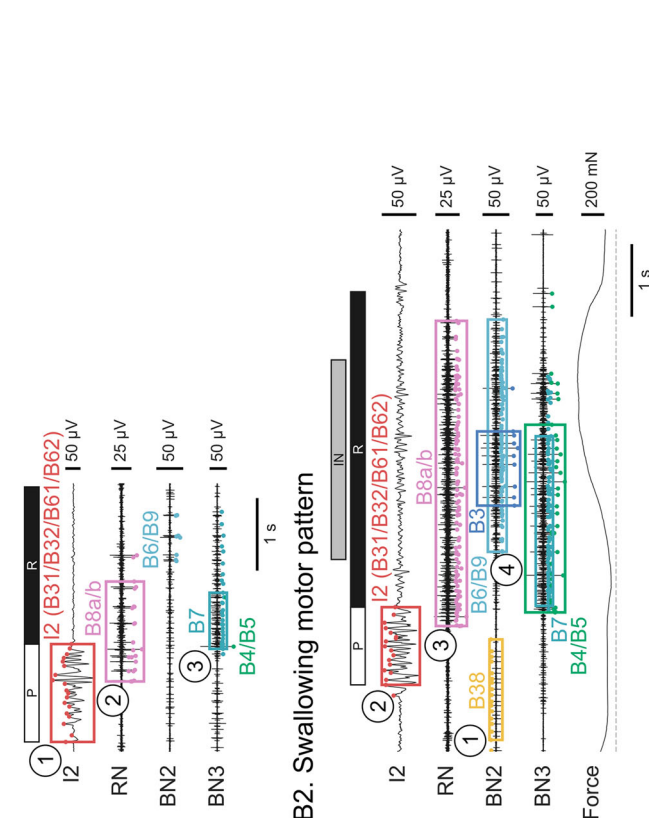 P
R
1
I2 (B31/B32/B61/B62)
I2
50 μV
2
B8a/b
RN
25 μV
B6/B9
BN2
50 μV
3
B7
BN3
50 μV
B4/B5
1 s
B2. Swallowing motor pattern
IN
P
R
2
I2 (B31/B32/B61/B62)
I2
50 μV
3
B8a/b
RN
25 μV
1
B38
B6/B9
B3
4
BN2
50 μV
BN3
50 μV
B7
B4/B5
Force
200 mN
1 s